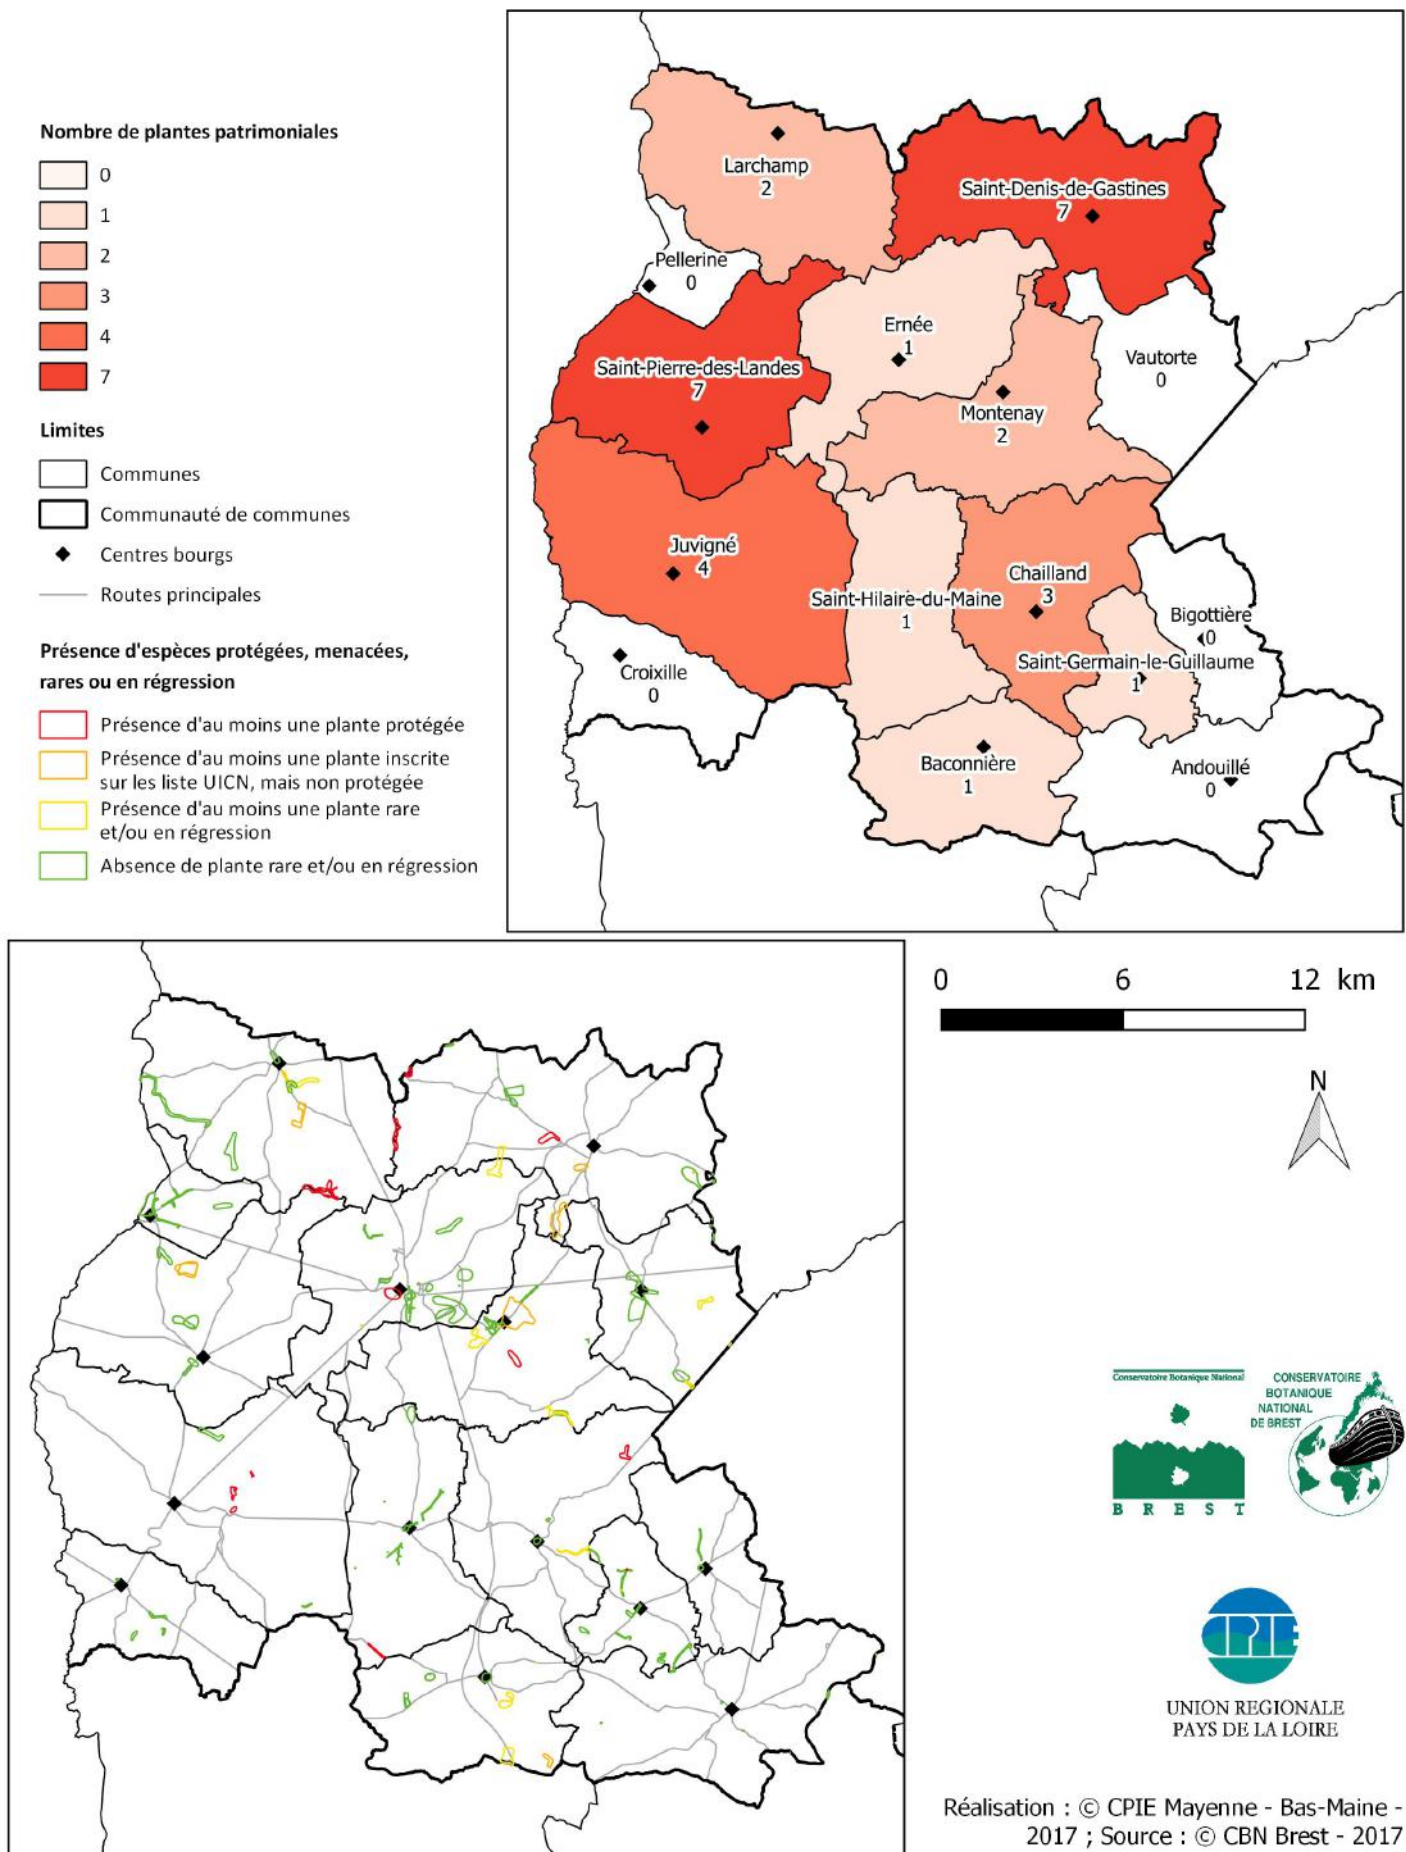 Nombre de plantes patrimoniales
0
1
2
3
4
7
Limites
Communes
Communauté de communes
Centres bourgs
Routes principales
Présence d'espèces protégées, menacées,
rares ou en régression
Présence d'au moins une plante protégée
Présence d'au moins une plante inscrite
sur les liste UICN, mais non protégée
Présence d'au moins une plante rare
et/ou en régression
Absence de plante rare et/ou en régression
Larchamp
2
Saint-Denis-de-Gastines
7
Pellerine
0
Ernée
1
Vautorte
0
Saint-Pierre-des-Landes
7
Montenay
2
Juvigné
4
Chailland
3
Saint-Hilaire-du-Maine
1
Bigottière
0
Croixille
0
Saint-Germain-le-Guillaume
1
Baconnière
1
Andouillé
0
0 6 12 km
N
Conservatoire Botanique National
BREST
CONSERVATOIRE
BOTANIQUE
NATIONAL
DE BREST
CPIE
UNION REGIONALE
PAYS DE LA LOIRE
Réalisation : © CPIE Mayenne - Bas-Maine -
2017 ; Source : © CBN Brest - 2017